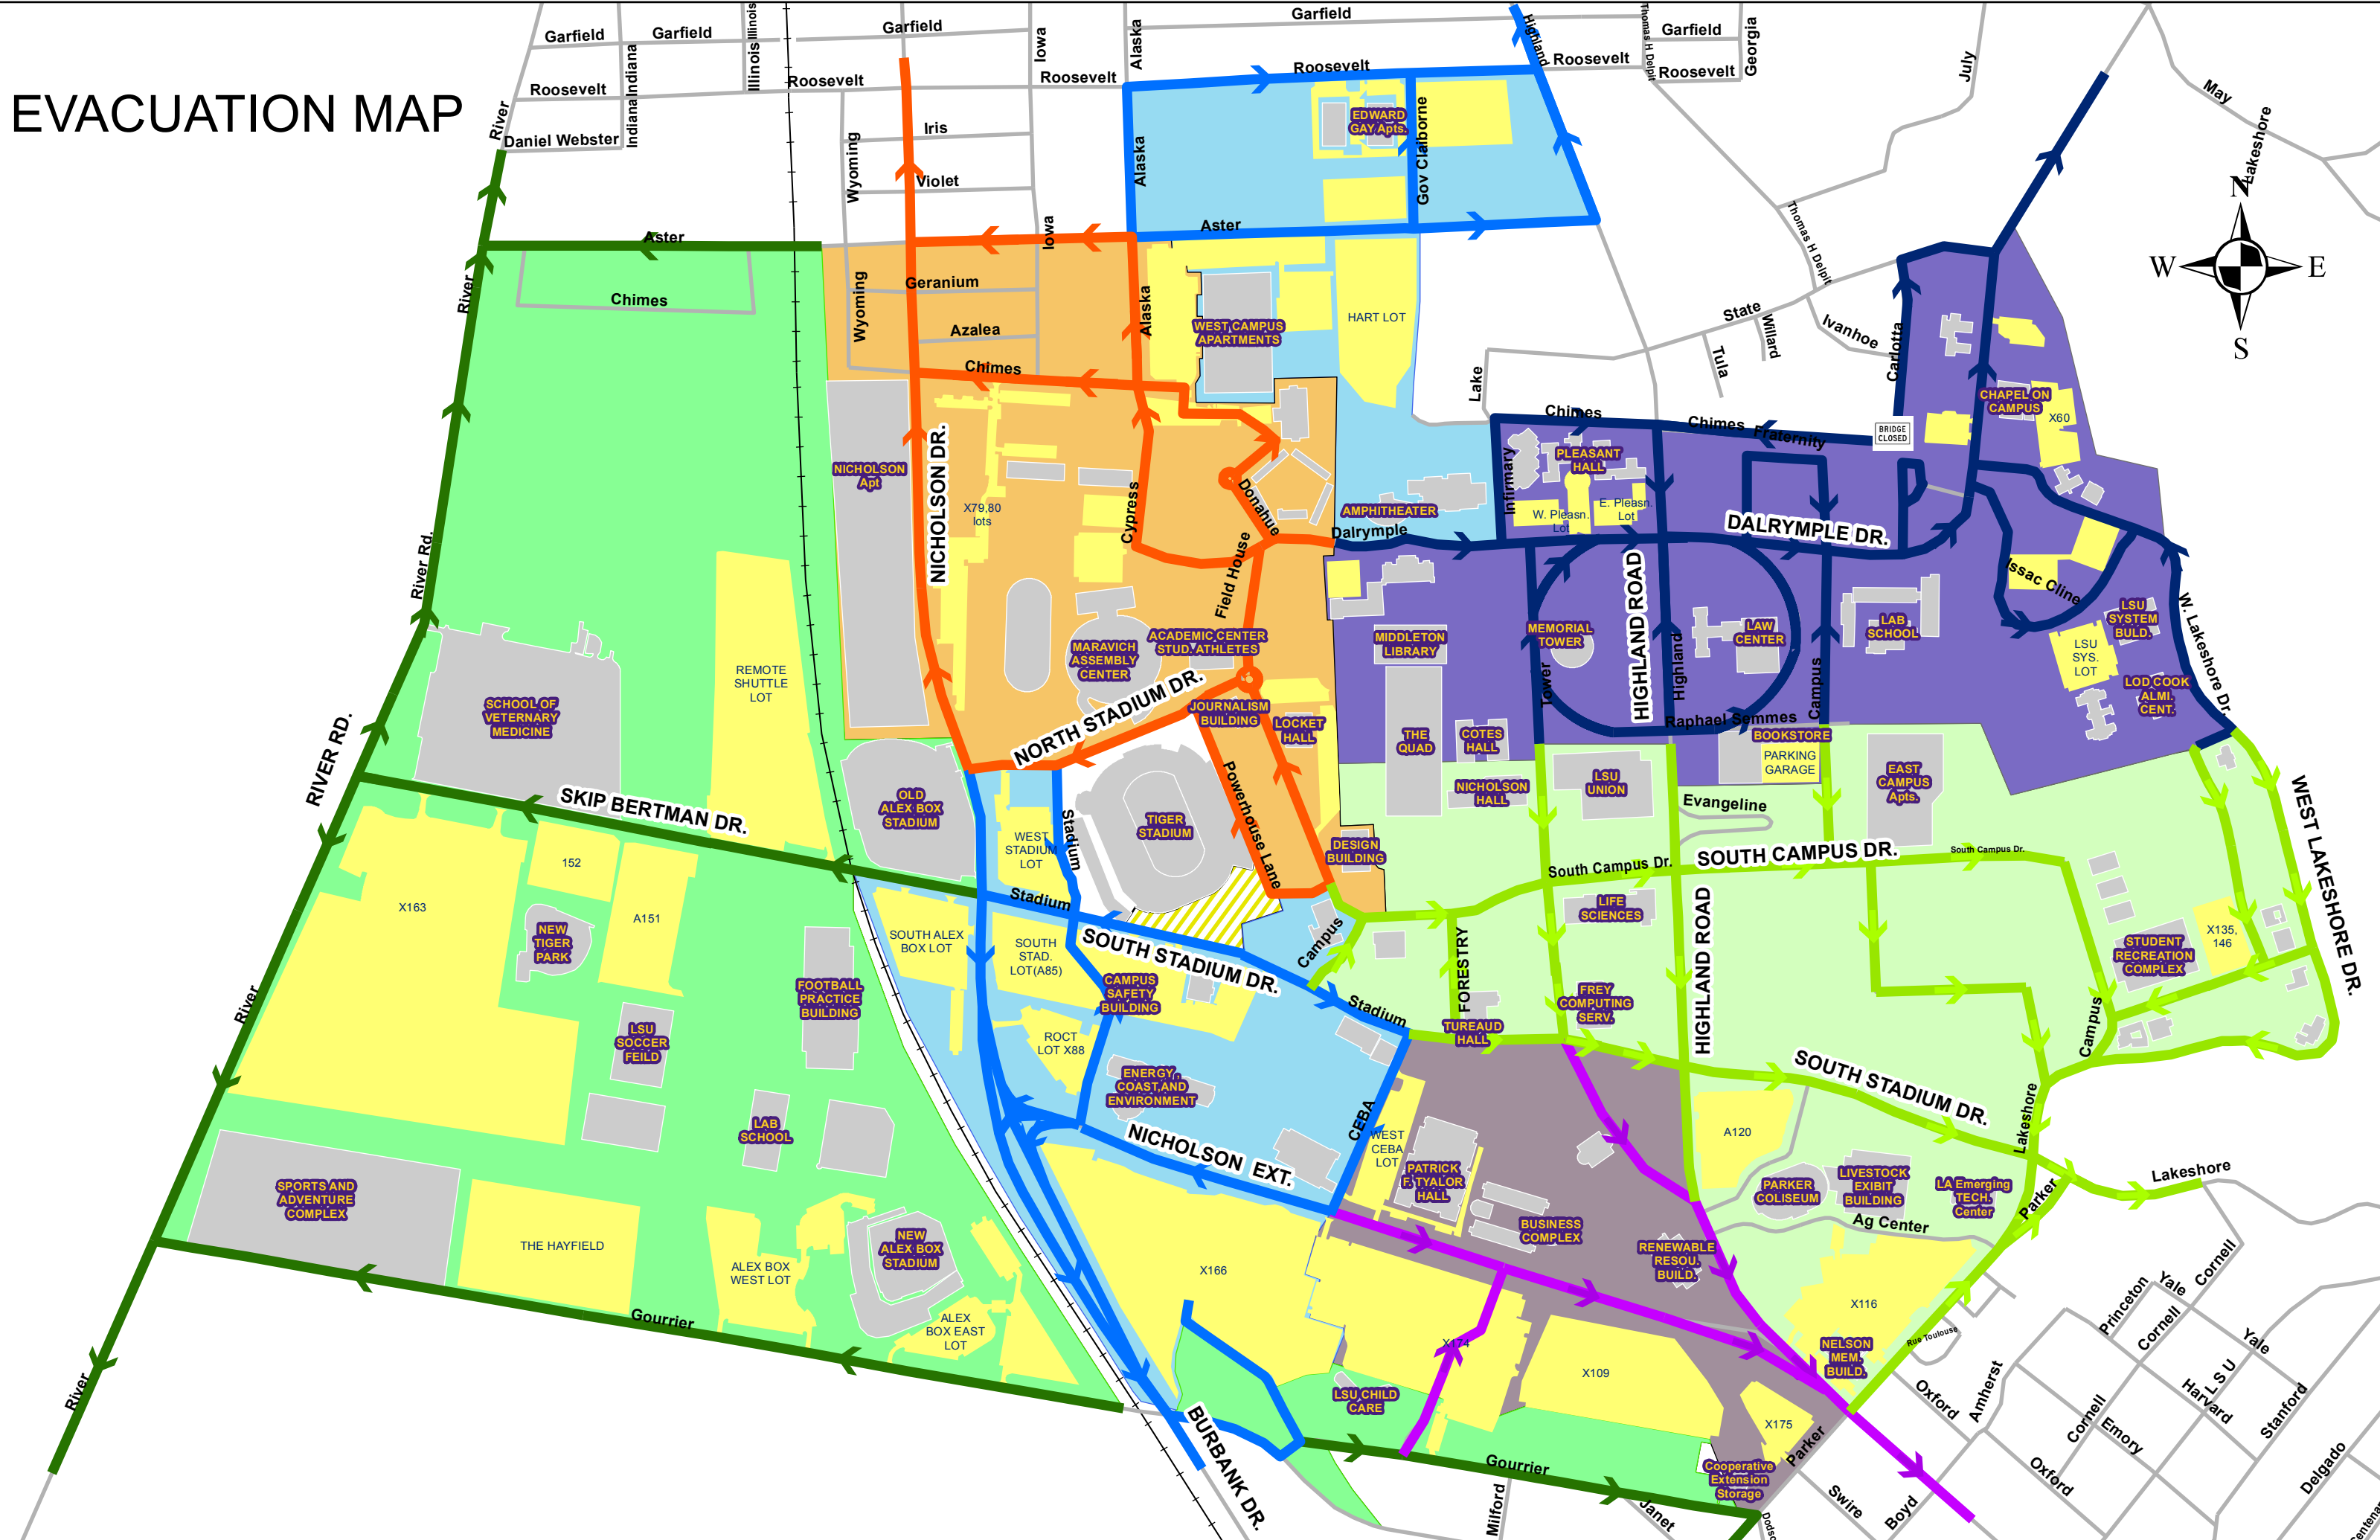 EVACUATION MAP
Garfield
Garfield
Garfield
Garfield
Garfield
Illinois
Illinois
Indiana
Indiana
Iowa
Alaska
Highland
Thomas H Delpit
Georgia
July
May
Lakeshore
River
Roosevelt
Roosevelt
Roosevelt
Roosevelt
Roosevelt
Roosevelt
Daniel Webster
Iris
Violet
Wyoming
Alaska
EDWARD
GAY Apts.
Gov Claiborne
Thomas H Delpit
N
W
E
S
Aster
Aster
Iowa
River
Chimes
Wyoming
Geranium
Azalea
Chimes
Alaska
WEST CAMPUS
APARTMENTS
HART LOT
State
Willard
Tula
Ivanhoe
Carlotta
Lake
Chimes
Chimes
Fraternity
BRIDGE
CLOSED
CHAPEL ON
CAMPUS
X60
NICHOLSON
Apt
NICHOLSON DR.
X79,80
lots
Cypress
Donahue
Field House
AMPHITHEATER
Dalrymple
Infirmary
PLEASANT
HALL
W. Pleasn.
Lot
E. Pleasn.
Lot
DALRYMPLE DR.
River Rd.
Issac Cline
W. Lakeshore Dr.
LSU
SYSTEM
BULD.
LSU
SYS.
LOT
LOD COOK
ALMI.
CENT.
REMOTE
SHUTTLE
LOT
SCHOOL OF
VETERNARY
MEDICINE
MARAVICH
ASSEMBLY
CENTER
ACADEMIC CENTER
STUD. ATHLETES
MIDDLETON
LIBRARY
MEMORIAL
TOWER
Tower
HIGHLAND ROAD
Highland
LAW
CENTER
LAB
SCHOOL
Campus
Raphael Semmes
BOOKSTORE
PARKING
GARAGE
NORTH STADIUM DR.
JOURNALISM
BUILDING
LOCKET
HALL
THE
QUAD
COTES
HALL
NICHOLSON
HALL
LSU
UNION
EAST
CAMPUS
Apts.
Evangeline
RIVER RD.
SKIP BERTMAN DR.
OLD
ALEX BOX
STADIUM
WEST
STADIUM
LOT
Stadium
TIGER
STADIUM
Powerhouse Lane
DESIGN
BUILDING
South Campus Dr.
SOUTH CAMPUS DR.
South Campus Dr.
WEST LAKESHORE DR.
X163
152
A151
NEW
TIGER
PARK
Stadium
SOUTH ALEX
BOX LOT
SOUTH
STAD.
LOT(A85)
SOUTH STADIUM DR.
Campus
LIFE
SCIENCES
HIGHLAND ROAD
FORESTRY
STUDENT
RECREATION
COMPLEX
X135,
146
River
FOOTBALL
PRACTICE
BUILDING
CAMPUS
SAFETY
BUILDING
Stadium
FREY
COMPUTING
SERV.
TUREAUD
HALL
Campus
LSU
SOCCER
FEILD
ROCT
LOT X88
ENERGY,
COAST,AND
ENVIRONMENT
SOUTH STADIUM DR.
LAB
SCHOOL
CEBA
WEST
CEBA
LOT
A120
Lakeshore
NICHOLSON EXT.
PATRICK
F. TYALOR
HALL
PARKER
COLISEUM
LIVESTOCK
EXIBIT
BUILDING
LA Emerging
TECH.
Center
Parker
Lakeshore
SPORTS AND
ADVENTURE
COMPLEX
THE HAYFIELD
ALEX BOX
WEST LOT
NEW
ALEX BOX
STADIUM
X166
BUSINESS
COMPLEX
RENEWABLE
RESOU.
BUILD.
Ag Center
Cornell
Princeton
Yale
Cornell
Yale
X116
Gourrier
ALEX
BOX EAST
LOT
X174
X109
NELSON
MEM.
BUILD.
Rue Toulouse
LSU CHILD
CARE
Oxford
Amherst
L S U
Harvard
Stanford
Cornell
Emory
River
BURBANK DR.
X175
Parker
Gourrier
Cooperative
Extension
Storage
Oxford
Delgado
Milford
Janet
Swire
Boyd